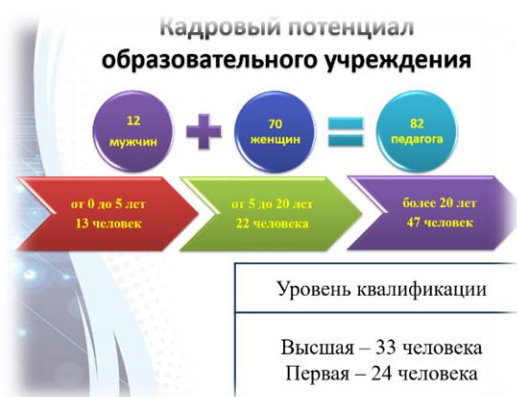 Кадровый потенциал
образовательного учреждения
12
мужчин
70
женщин
82
педагога
от 0 до 5 лет
13 человек
от 5 до 20 лет
22 человека
более 20 лет
47 человек
Уровень квалификации
Высшая – 33 человека
Первая – 24 человека